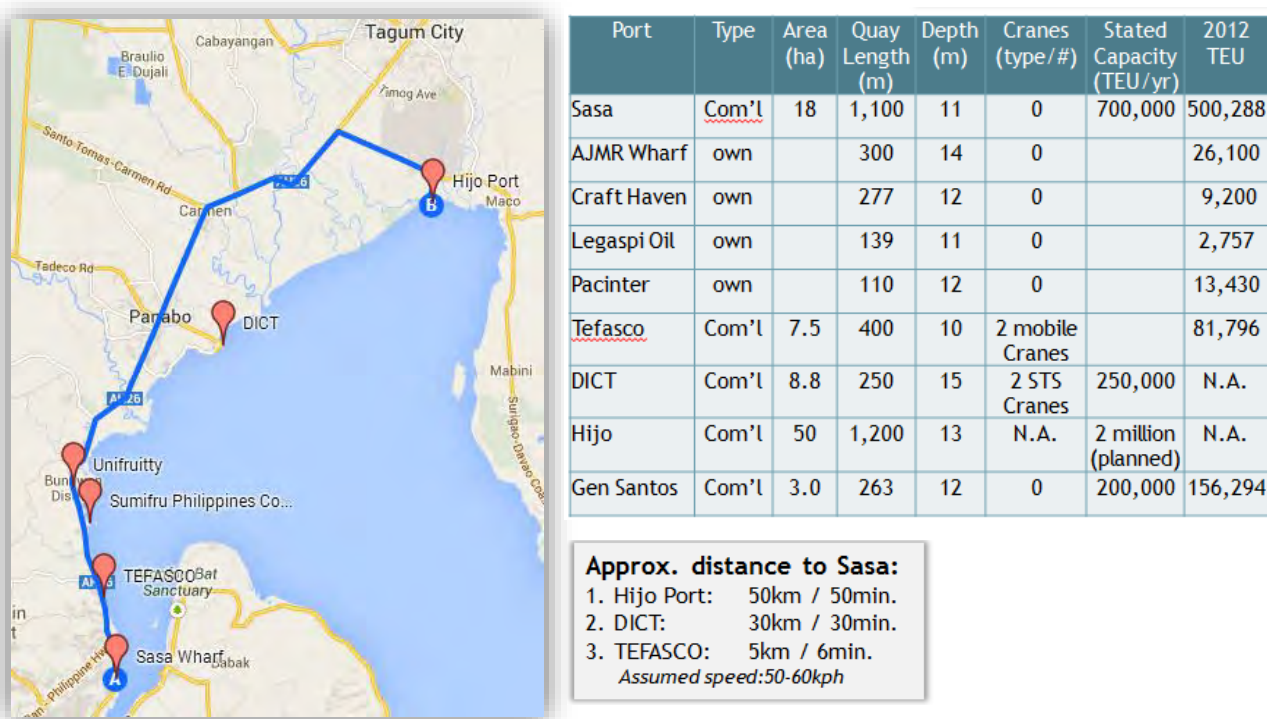 Tagum City
Cabayangan
Braulio
E. Dujali
Timog Ave
Santo Tomas-Carmen Rd
AH26
Hijo Port
Maco
B
Carmen
Tadeco Rd
Panabo
DICT
Mabini
AH26
Surigao-Davao Coa
Unifruitty
Bunawan
Dis
Sumifru Philippines Co...
TEFASCO Bat
Sanctuary
AH26
in
t
Sasa Wharf
Babak
A
an - Philippine Hw
Port Type Area (ha) Quay Length (m) Depth (m) Cranes (type/#) Stated Capacity (TEU/yr) 2012 TEU
Sasa Com'l 18 1,100 11 0 700,000 500,288
AJMR Wharf own 300 14 0 26,100
Craft Haven own 277 12 0 9,200
Legaspi Oil own 139 11 0 2,757
Pacinter own 110 12 0 13,430
Tefasco Com'l 7.5 400 10 2 mobile Cranes 81,796
DICT Com'l 8.8 250 15 2 STS Cranes 250,000 N.A.
Hijo Com'l 50 1,200 13 N.A. 2 million (planned) N.A.
Gen Santos Com'l 3.0 263 12 0 200,000 156,294
Approx. distance to Sasa:
1. Hijo Port: 50km / 50min.
2. DICT: 30km / 30min.
3. TEFASCO: 5km / 6min.
Assumed speed:50-60kph